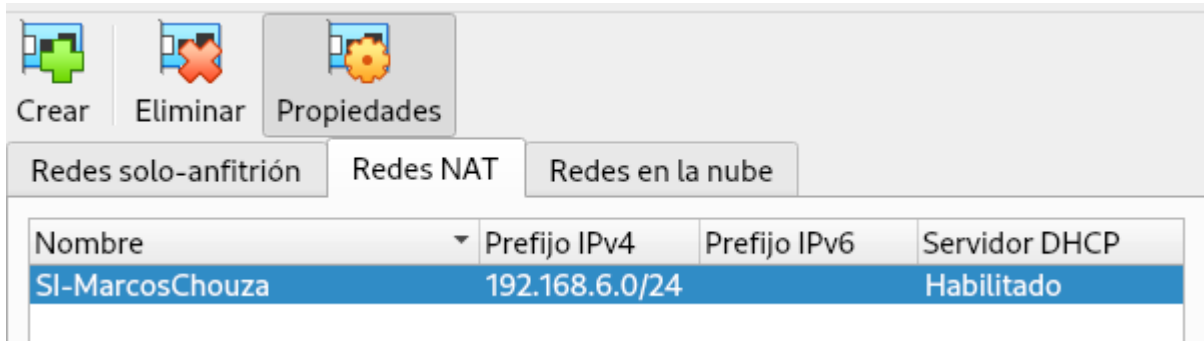 Crear Eliminar Propiedades
Redes solo-anfitrión Redes NAT Redes en la nube
Nombre Prefijo IPv4 Prefijo IPv6 Servidor DHCP
SI-MarcosChouza 192.168.6.0/24 Habilitado